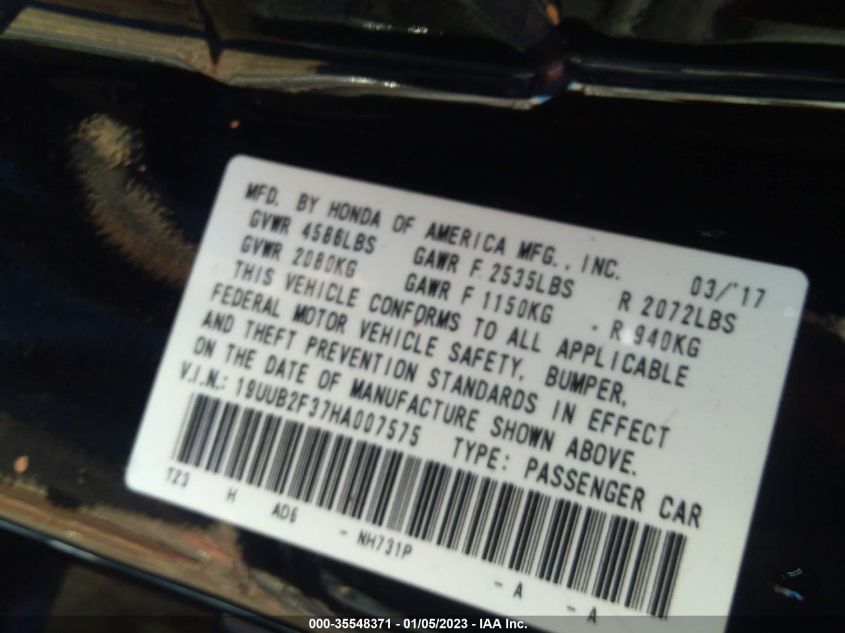 MFD. BY HONDA OF AMERICA MFG., INC. 03/'17
GVWR 4586LBS GAWR F 2535LBS R 2072LBS
GVWR 2080KG GAWR F 1150KG - R 940KG
THIS VEHICLE CONFORMS TO ALL APPLICABLE
FEDERAL MOTOR VEHICLE SAFETY, BUMPER,
AND THEFT PREVENTION STANDARDS IN EFFECT
ON THE DATE OF MANUFACTURE SHOWN ABOVE.
V.I.N.: 19UUB2F37HA007575 TYPE: PASSENGER CAR
TZ3 H AD6 - NH731P - A - A
000-35548371 - 01/05/2023 - IAA Inc.